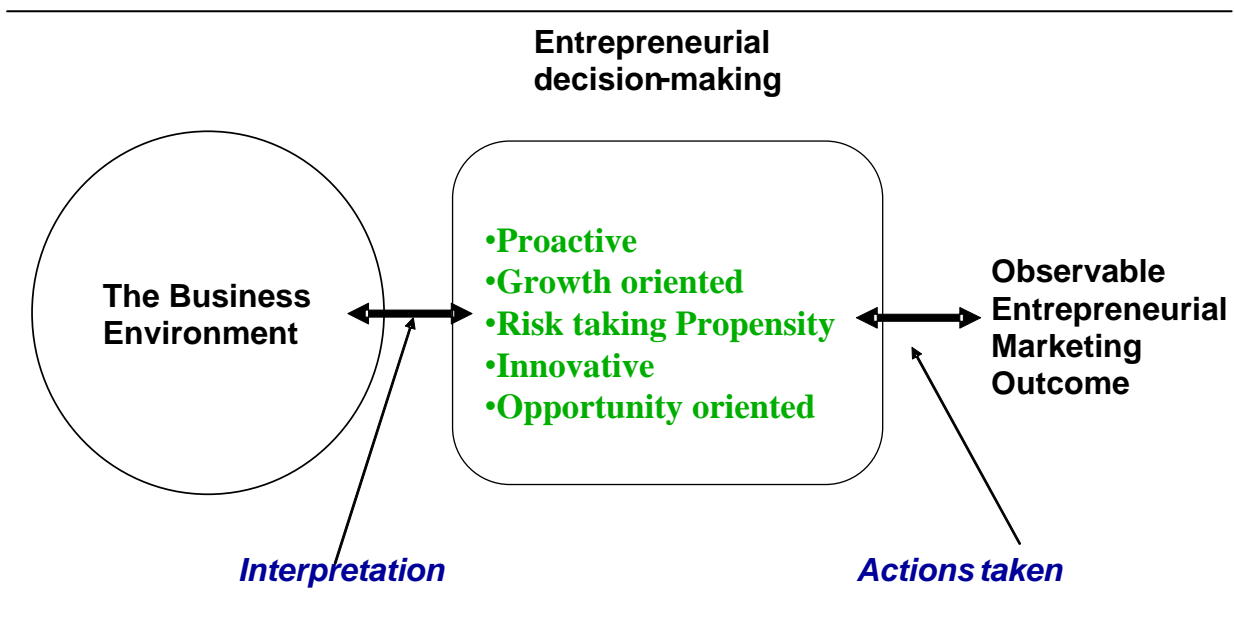 Entrepreneurial
decision-making
The Business
Environment
•Proactive
•Growth oriented
•Risk taking Propensity
•Innovative
•Opportunity oriented
Observable
Entrepreneurial
Marketing
Outcome
Interpretation
Actions taken